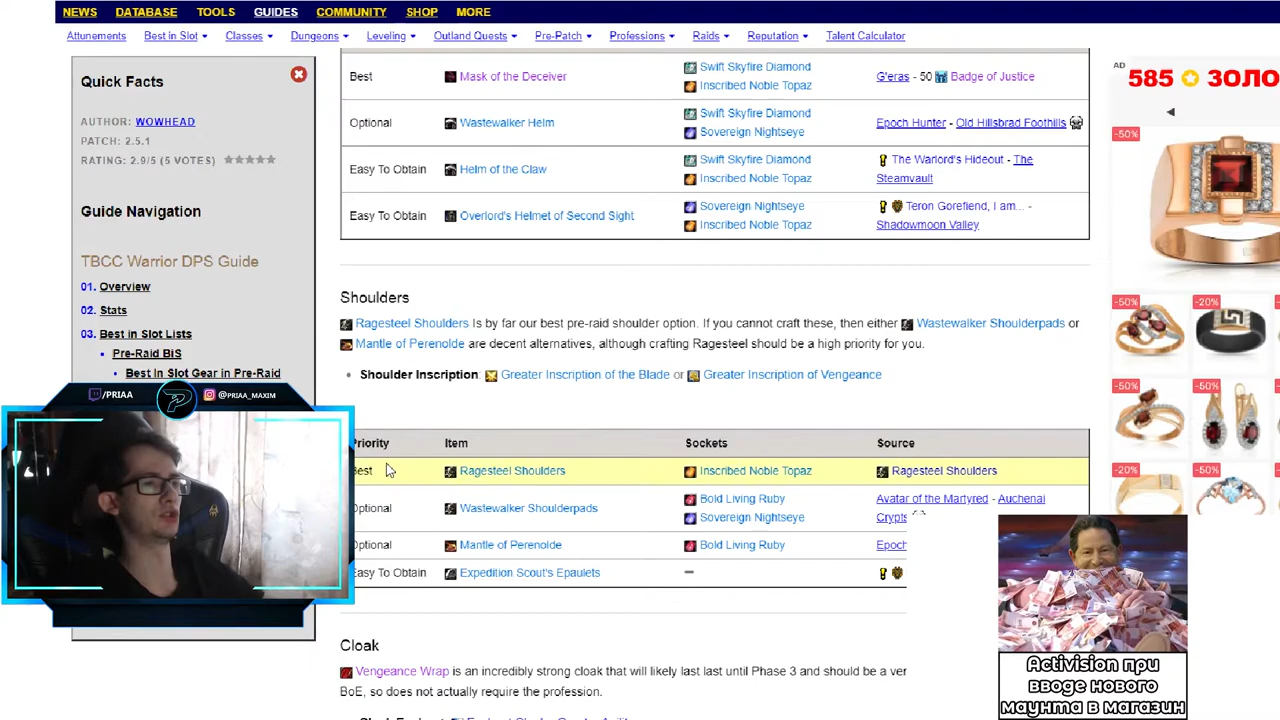 NEWS DATABASE TOOLS GUIDES COMMUNITY SHOP MORE
Attunements Best in Slot Classes Dungeons Leveling Outland Quests Pre-Patch Professions Raids Reputation Talent Calculator
Quick Facts
AUTHOR: WOWHEAD
PATCH: 2.5.1
RATING: 2.9/5 (5 VOTES)
Guide Navigation
TBCC Warrior DPS Guide
01. Overview
02. Stats
03. Best in Slot Lists
Pre-Raid BiS
Best In Slot Gear in Pre-Raid
/PRIAA @PRIAA_MAXIM
Best Mask of the Deceiver Swift Skyfire Diamond G'eras - 50 Badge of Justice
Inscribed Noble Topaz
Optional Wastewalker Helm Swift Skyfire Diamond Epoch Hunter - Old Hillsbrad Foothills
Sovereign Nightseye
Easy To Obtain Helm of the Claw Swift Skyfire Diamond The Warlord's Hideout - The
Inscribed Noble Topaz Steamvault
Easy To Obtain Overlord's Helmet of Second Sight Sovereign Nightseye Teron Gorefiend, I am... -
Inscribed Noble Topaz Shadowmoon Valley
Shoulders
Ragesteel Shoulders Is by far our best pre-raid shoulder option. If you cannot craft these, then either Wastewalker Shoulderpads or
Mantle of Perenolde are decent alternatives, although crafting Ragesteel should be a high priority for you.
Shoulder Inscription: Greater Inscription of the Blade or Greater Inscription of Vengeance
Priority Item Sockets Source
Best Ragesteel Shoulders Inscribed Noble Topaz Ragesteel Shoulders
Optional Wastewalker Shoulderpads Bold Living Ruby Avatar of the Martyred - Auchenai
Sovereign Nightseye Crypts
Optional Mantle of Perenolde Bold Living Ruby Epoch
Easy To Obtain Expedition Scout's Epaulets –
Cloak
Vengeance Wrap is an incredibly strong cloak that will likely last last until Phase 3 and should be a ver
BoE, so does not actually require the profession.
AD
585 ЗОЛО
-50%
-50% -20%
-50% -50%
-20% -50%
Activision при
вводе нового
маунта в магазин